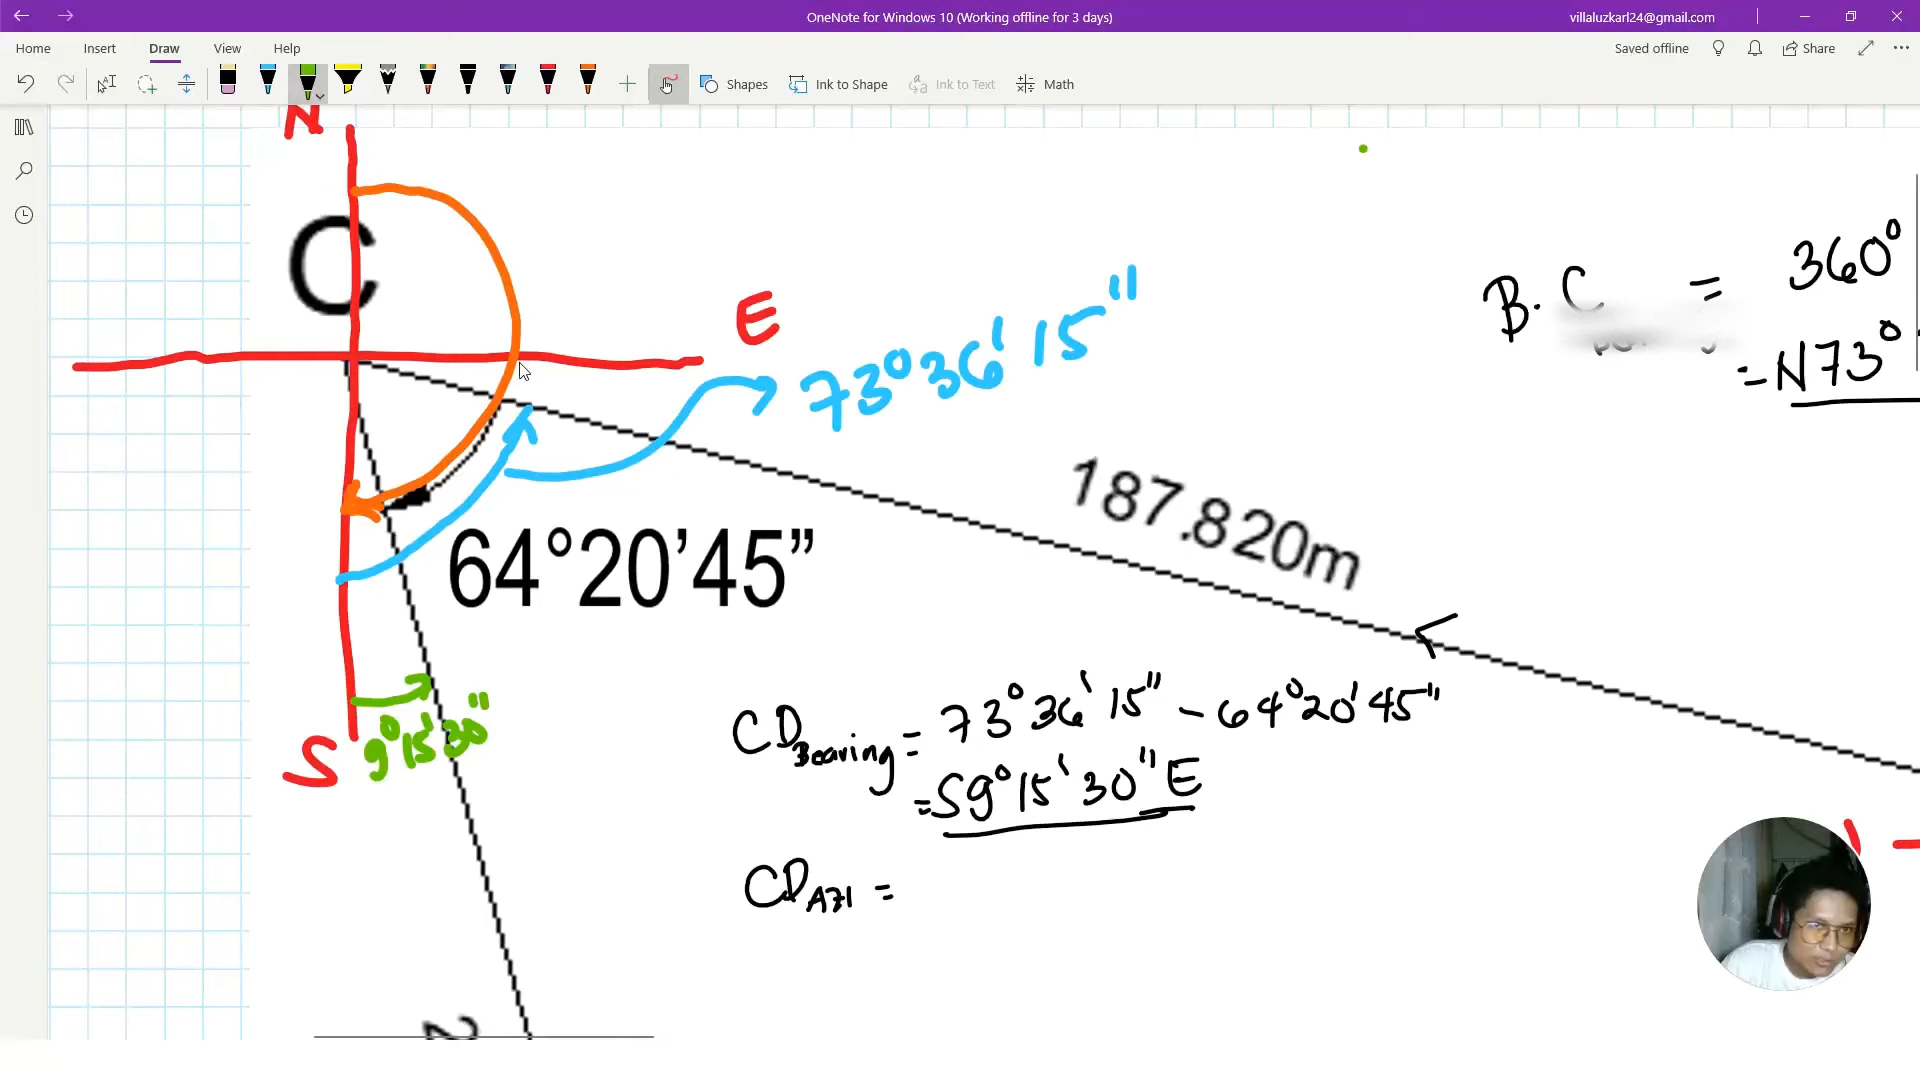 OneNote for Windows 10 (Working offline for 3 days)
villaluzkarl24@gmail.com
Home Insert Draw View Help
Saved offline
Share
Shapes
Ink to Shape
Ink to Text
Math
N
C
E
73°36'15"
B.C = 360°
=N73°
187.820m
64°20’45”
S
9°15'30"
CD Bearing = 73°36'15" - 64°20'45"
=S9°15'30"E
CD AZI =